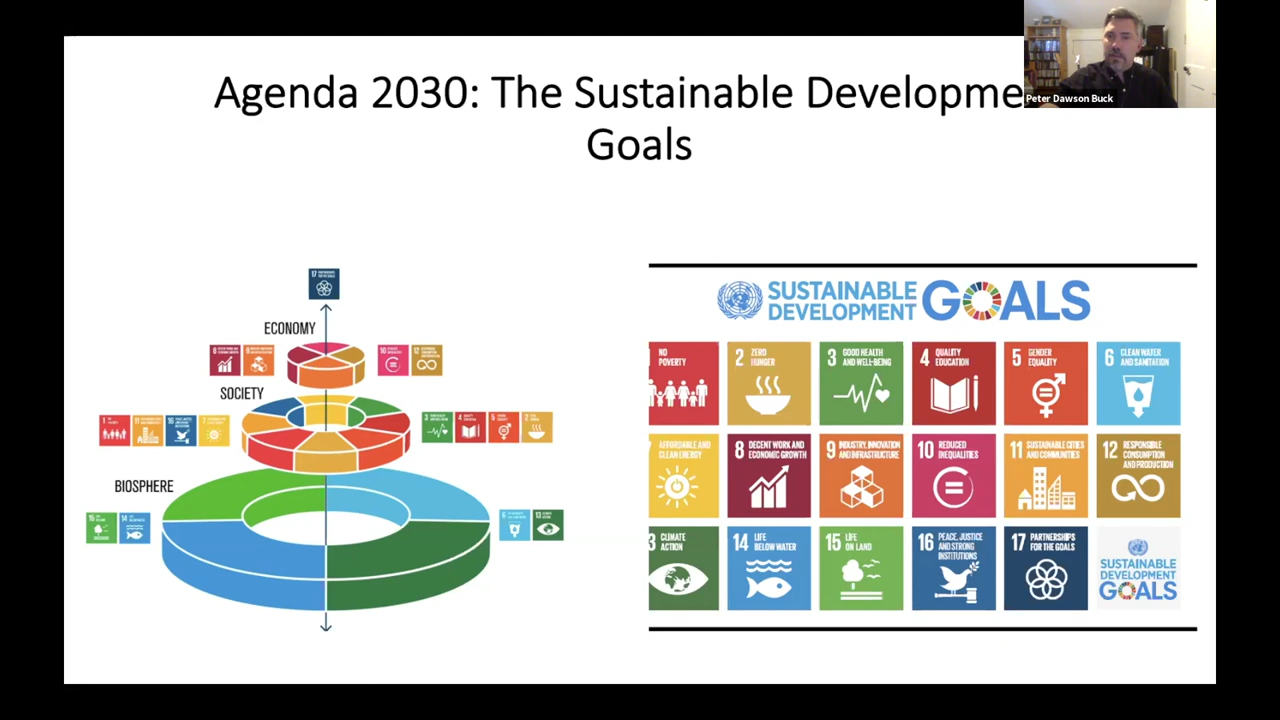 Agenda 2030: The Sustainable Developme
Goals
Peter Dawson Buck
17
ECONOMY
SOCIETY
BIOSPHERE
SUSTAINABLE
DEVELOPMENT
GOALS
NO
POVERTY
2 ZERO
HUNGER
3 GOOD HEALTH
AND WELL-BEING
4 QUALITY
EDUCATION
5 GENDER
EQUALITY
6 CLEAN WATER
AND SANITATION
AFFORDABLE AND
CLEAN ENERGY
8 DECENT WORK AND
ECONOMIC GROWTH
9 INDUSTRY, INNOVATION
AND INFRASTRUCTURE
10 REDUCED
INEQUALITIES
11 SUSTAINABLE CITIES
AND COMMUNITIES
12 RESPONSIBLE
CONSUMPTION
AND PRODUCTION
3 CLIMATE
ACTION
14 LIFE
BELOW WATER
15 LIFE
ON LAND
16 PEACE, JUSTICE
AND STRONG
INSTITUTIONS
17 PARTNERSHIPS
FOR THE GOALS
SUSTAINABLE
DEVELOPMENT
GOALS